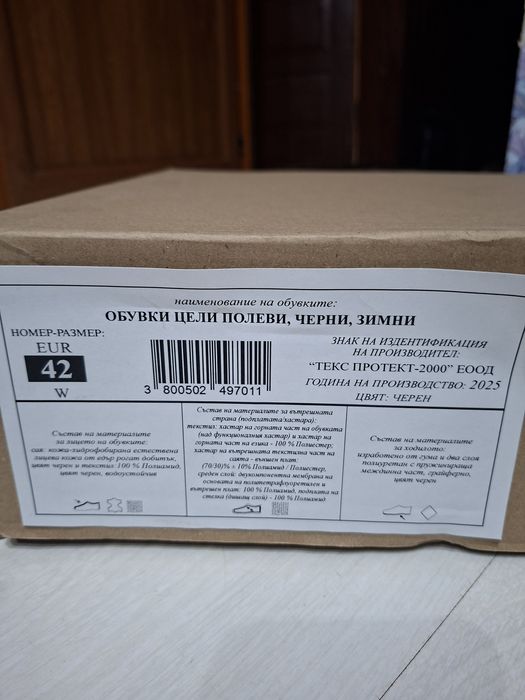 наименование на обувките:
ОБУВКИ ЦЕЛИ ПОЛЕВИ, ЧЕРНИ, ЗИМНИ
НОМЕР-РАЗМЕР:
EUR
42
W
3 800502 497011
ЗНАК НА ИЗДЕНТИФИКАЦИЯ
НА ПРОИЗВОДИТЕЛ:
“ТЕКС ПРОТЕКТ-2000” ЕООД
ГОДИНА НА ПРОИЗВОДСТВО: 2025
ЦВЯТ: ЧЕРЕН
Състав на материалите
за лицето на обувките:
сая кожа-хидрофобирана естествена
лицева кожа от едър рогат добитък,
цвят черен и текстил: 100 % Полиамид,
цвят черен, водоустойчив
Състав на материалите за вътрешната
страна (подплатата/хастара):
текстил: хастар на горната част на обувката
(над функционалния хастар) и хастар на
горната част на езика - 100 % Полиестер;
хастар на вътрешната текстилна част на
саята - външен плат:
(70/30)% ± 10% Полиамид / Полиестер,
среден слой: двукомпонентна мембрана на
основата на политетрафлуоретилен и
вътрешен плат: 100 % Полиамид, подплата на
стелка (дишащ слой) - 100 % Полиамид
Състав на материалите
за ходилото:
изработено от гума и два слоя
полиуретан с пружинираща
междинна част, грайферно,
цвят черен